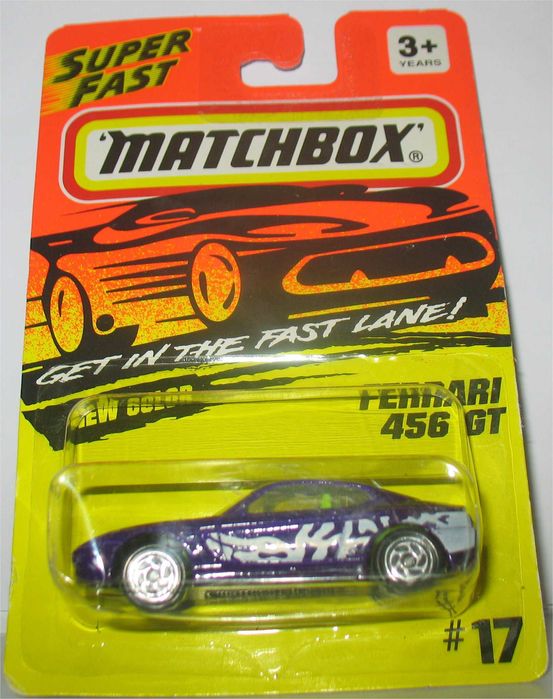 SUPER
FAST
3+
YEARS
'MATCHBOX'®
GET IN THE FAST LANE!
NEW COLOR
FERRARI
456 GT
#17